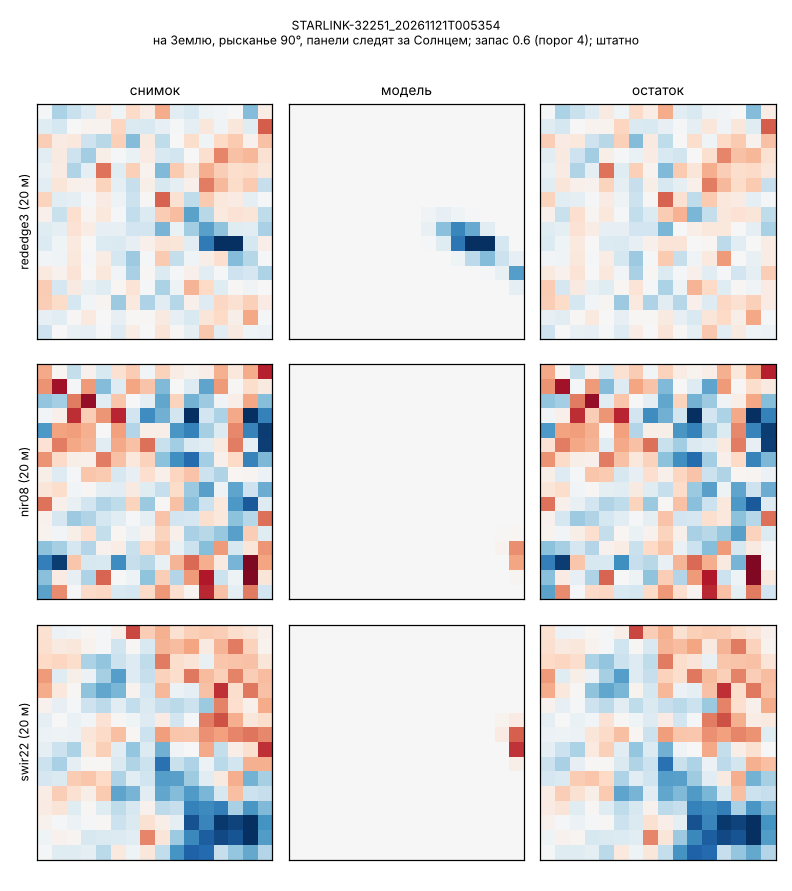 STARLINK-32251_20261121T005354
на Землю, рысканье 90°, панели следят за Солнцем; запас 0.6 (порог 4); штатно
снимок
модель
остаток
rededge3 (20 м)
nir08 (20 м)
swir22 (20 м)